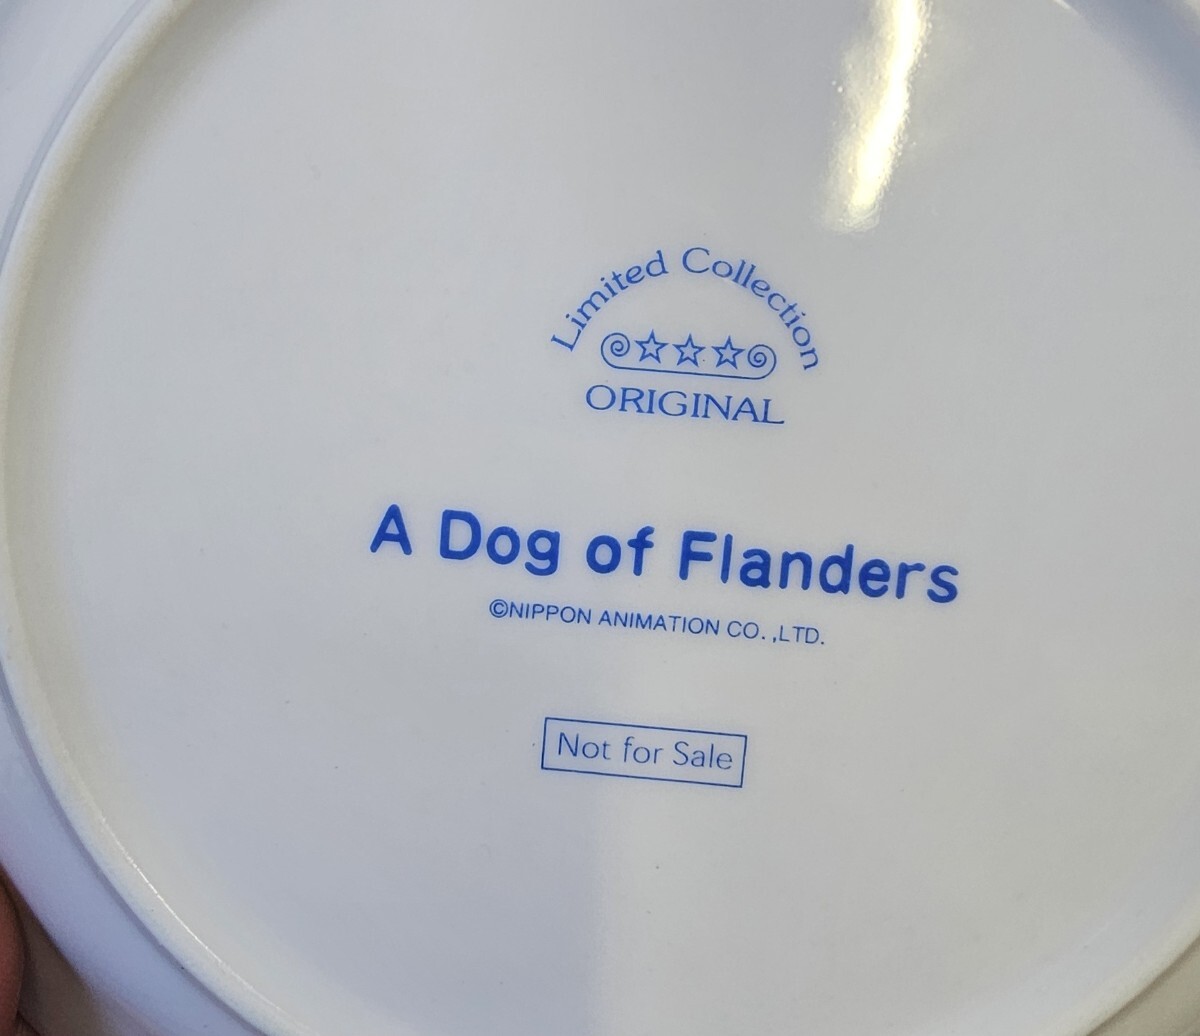 Limited Collection
ORIGINAL
A Dog of Flanders
©NIPPON ANIMATION CO.,LTD.
Not for Sale